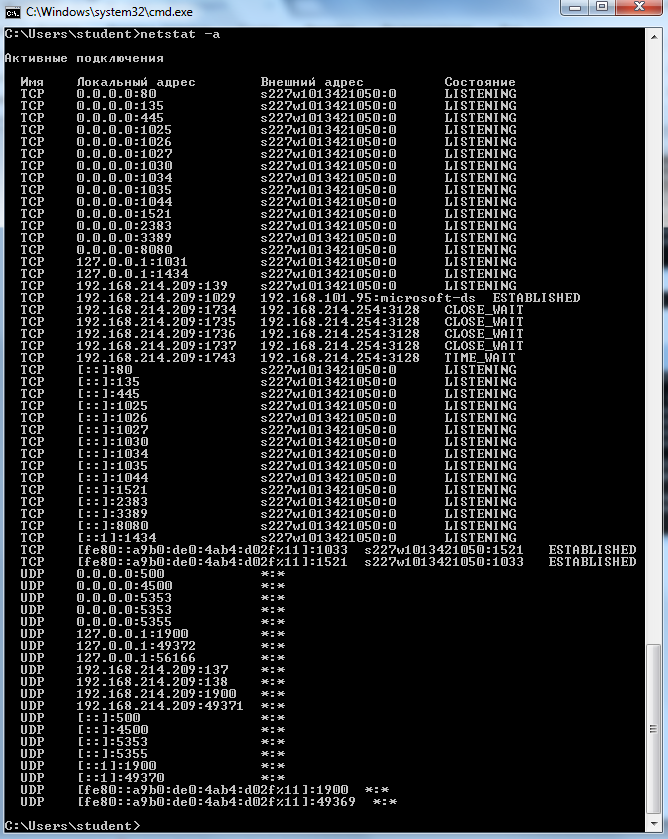 C:\Windows\system32\cmd.exe
C:\Users\student>netstat -a
Активные подключения
Имя Локальный адрес Внешний адрес Состояние
TCP 0.0.0.0:80 s227w1013421050:0 LISTENING
TCP 0.0.0.0:135 s227w1013421050:0 LISTENING
TCP 0.0.0.0:445 s227w1013421050:0 LISTENING
TCP 0.0.0.0:1025 s227w1013421050:0 LISTENING
TCP 0.0.0.0:1026 s227w1013421050:0 LISTENING
TCP 0.0.0.0:1027 s227w1013421050:0 LISTENING
TCP 0.0.0.0:1030 s227w1013421050:0 LISTENING
TCP 0.0.0.0:1034 s227w1013421050:0 LISTENING
TCP 0.0.0.0:1035 s227w1013421050:0 LISTENING
TCP 0.0.0.0:1044 s227w1013421050:0 LISTENING
TCP 0.0.0.0:1521 s227w1013421050:0 LISTENING
TCP 0.0.0.0:2383 s227w1013421050:0 LISTENING
TCP 0.0.0.0:3389 s227w1013421050:0 LISTENING
TCP 0.0.0.0:8080 s227w1013421050:0 LISTENING
TCP 127.0.0.1:1031 s227w1013421050:0 LISTENING
TCP 127.0.0.1:1434 s227w1013421050:0 LISTENING
TCP 192.168.214.209:139 s227w1013421050:0 LISTENING
TCP 192.168.214.209:1029 192.168.101.95:microsoft-ds ESTABLISHED
TCP 192.168.214.209:1734 192.168.214.254:3128 CLOSE_WAIT
TCP 192.168.214.209:1735 192.168.214.254:3128 CLOSE_WAIT
TCP 192.168.214.209:1736 192.168.214.254:3128 CLOSE_WAIT
TCP 192.168.214.209:1737 192.168.214.254:3128 CLOSE_WAIT
TCP 192.168.214.209:1743 192.168.214.254:3128 TIME_WAIT
TCP [::]:80 s227w1013421050:0 LISTENING
TCP [::]:135 s227w1013421050:0 LISTENING
TCP [::]:445 s227w1013421050:0 LISTENING
TCP [::]:1025 s227w1013421050:0 LISTENING
TCP [::]:1026 s227w1013421050:0 LISTENING
TCP [::]:1027 s227w1013421050:0 LISTENING
TCP [::]:1030 s227w1013421050:0 LISTENING
TCP [::]:1034 s227w1013421050:0 LISTENING
TCP [::]:1035 s227w1013421050:0 LISTENING
TCP [::]:1044 s227w1013421050:0 LISTENING
TCP [::]:1521 s227w1013421050:0 LISTENING
TCP [::]:2383 s227w1013421050:0 LISTENING
TCP [::]:3389 s227w1013421050:0 LISTENING
TCP [::]:8080 s227w1013421050:0 LISTENING
TCP [::1]:1434 s227w1013421050:0 LISTENING
TCP [fe80::a9b0:de0:4ab4:d02f%11]:1033 s227w1013421050:1521 ESTABLISHED
TCP [fe80::a9b0:de0:4ab4:d02f%11]:1521 s227w1013421050:1033 ESTABLISHED
UDP 0.0.0.0:500 *:*
UDP 0.0.0.0:4500 *:*
UDP 0.0.0.0:5353 *:*
UDP 0.0.0.0:5353 *:*
UDP 0.0.0.0:5355 *:*
UDP 127.0.0.1:1900 *:*
UDP 127.0.0.1:49372 *:*
UDP 127.0.0.1:56166 *:*
UDP 192.168.214.209:137 *:*
UDP 192.168.214.209:138 *:*
UDP 192.168.214.209:1900 *:*
UDP 192.168.214.209:49371 *:*
UDP [::]:500 *:*
UDP [::]:4500 *:*
UDP [::]:5353 *:*
UDP [::]:5355 *:*
UDP [::1]:1900 *:*
UDP [::1]:49370 *:*
UDP [fe80::a9b0:de0:4ab4:d02f%11]:1900 *:*
UDP [fe80::a9b0:de0:4ab4:d02f%11]:49369 *:*
C:\Users\student>